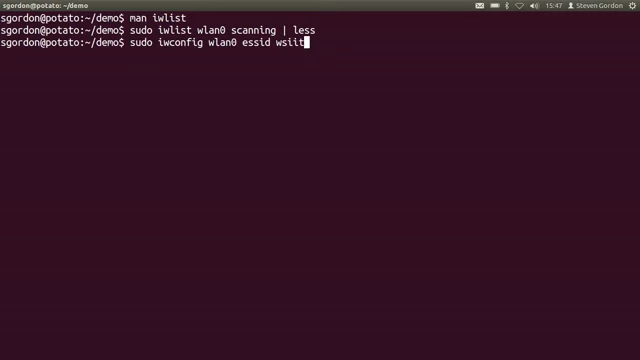 sgordon@potato: ~/demo 15:47 Steven Gordon
sgordon@potato:~/demo$ man iwlist
sgordon@potato:~/demo$ sudo iwlist wlan0 scanning | less
sgordon@potato:~/demo$ sudo iwconfig wlan0 essid wsiit